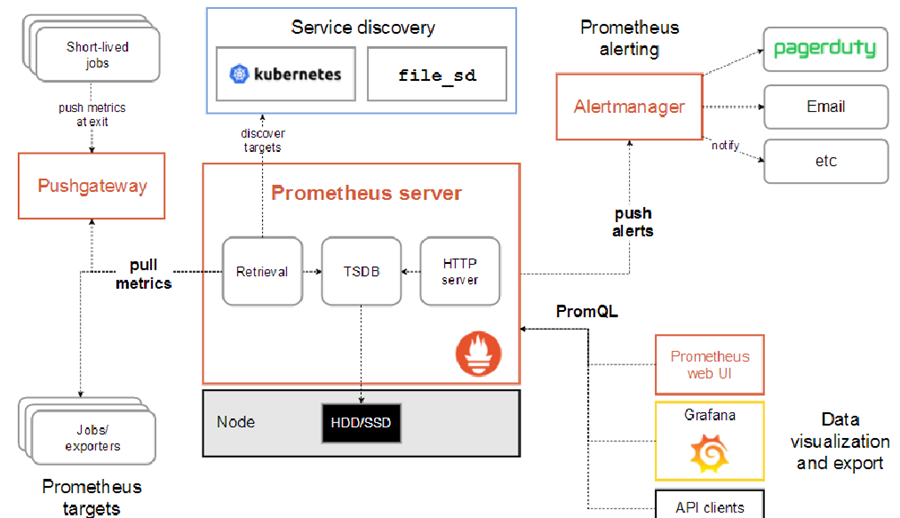 Short-lived
jobs
push metrics
at exit
Pushgateway
Service discovery
kubernetes
file_sd
discover
targets
Prometheus
alerting
Alertmanager
pagerduty
Email
notify
etc
Prometheus server
Retrieval
TSDB
HTTP
server
pull
metrics
push
alerts
PromQL
Node
HDD/SSD
Jobs/
exporters
Prometheus
targets
Prometheus
web UI
Grafana
API clients
Data
visualization
and export